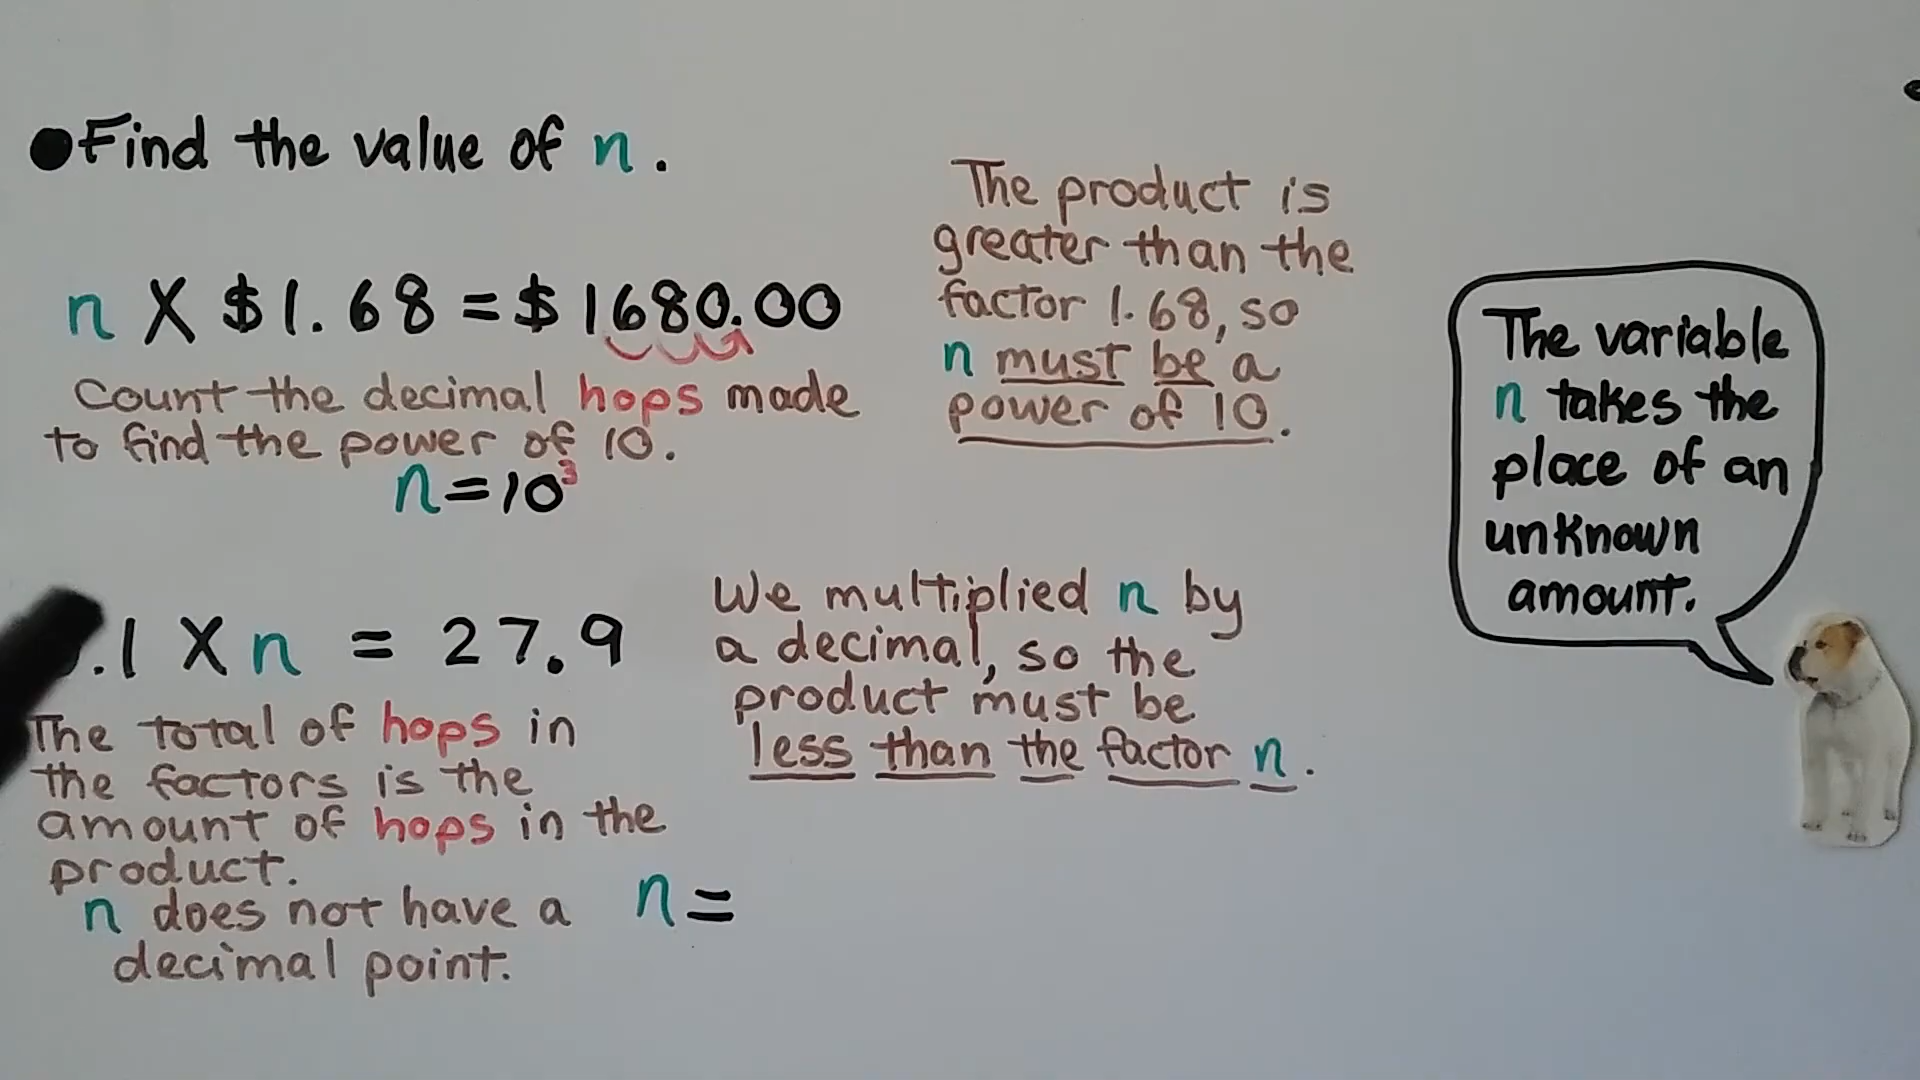 Find the value of n.
n X $1.68 = $1680.00
Count the decimal hops made
to find the power of 10.
n=10³
The product is
greater than the
factor 1.68, so
n must be a
power of 10.
.1 X n = 27.9
The total of hops in
the factors is the
amount of hops in the
product.
n does not have a
decimal point.
n=
We multiplied n by
a decimal, so the
product must be
less than the factor n.
The variable
n takes the
place of an
unknown
amount.